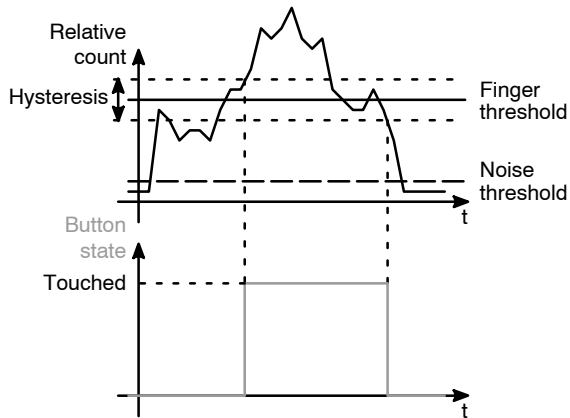 Relative
count
Hysteresis
Finger
threshold
Noise
threshold
t
Button
state
Touched
t